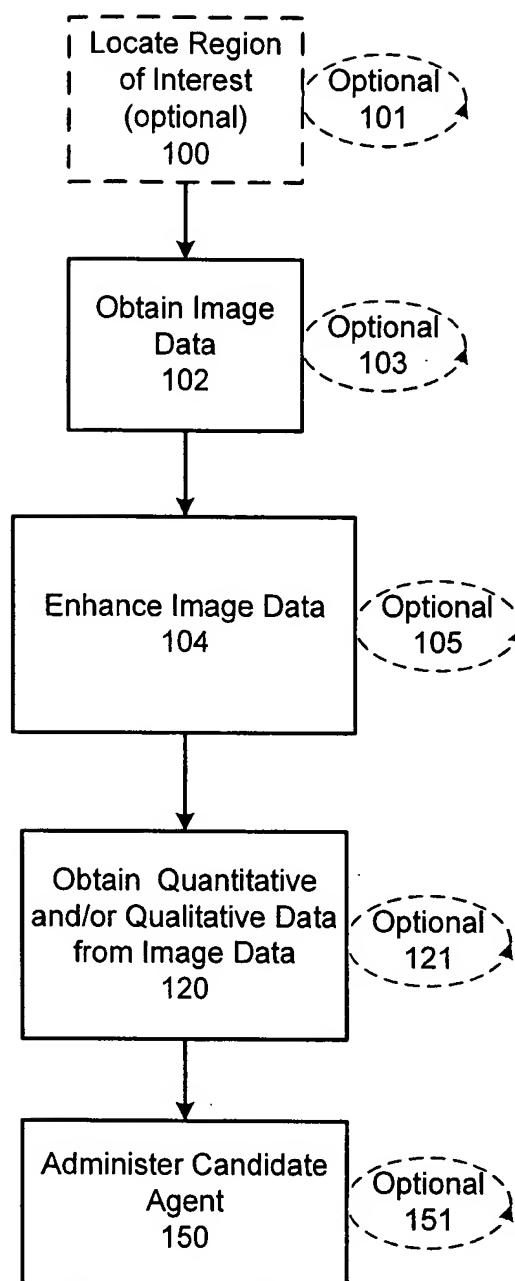 Locate Region
of Interest
(optional)
100
Optional
101
Obtain Image
Data
102
Optional
103
Enhance Image Data
104
Optional
105
Obtain Quantitative
and/or Qualitative Data
from Image Data
120
Optional
121
Administer Candidate
Agent
150
Optional
151